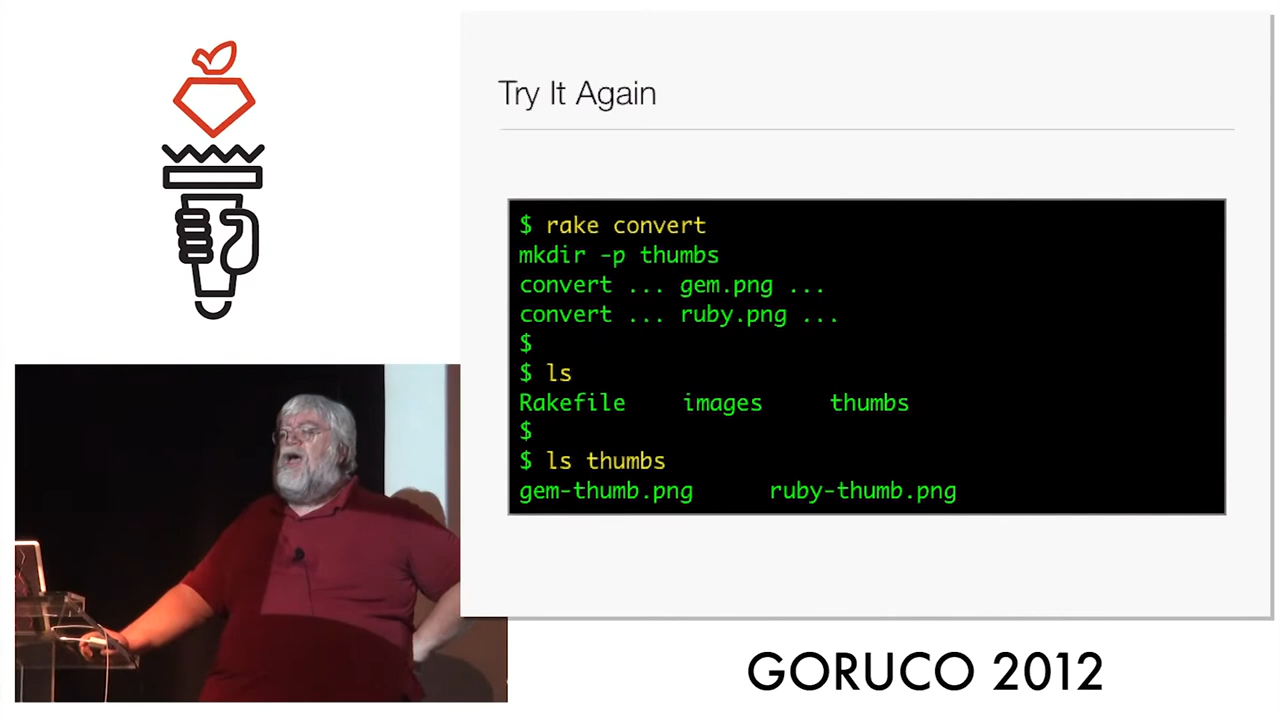 Try It Again
$ rake convert
mkdir -p thumbs
convert ... gem.png ...
convert ... ruby.png ...
$
$ ls
Rakefile images thumbs
$
$ ls thumbs
gem-thumb.png ruby-thumb.png
GORUCO 2012